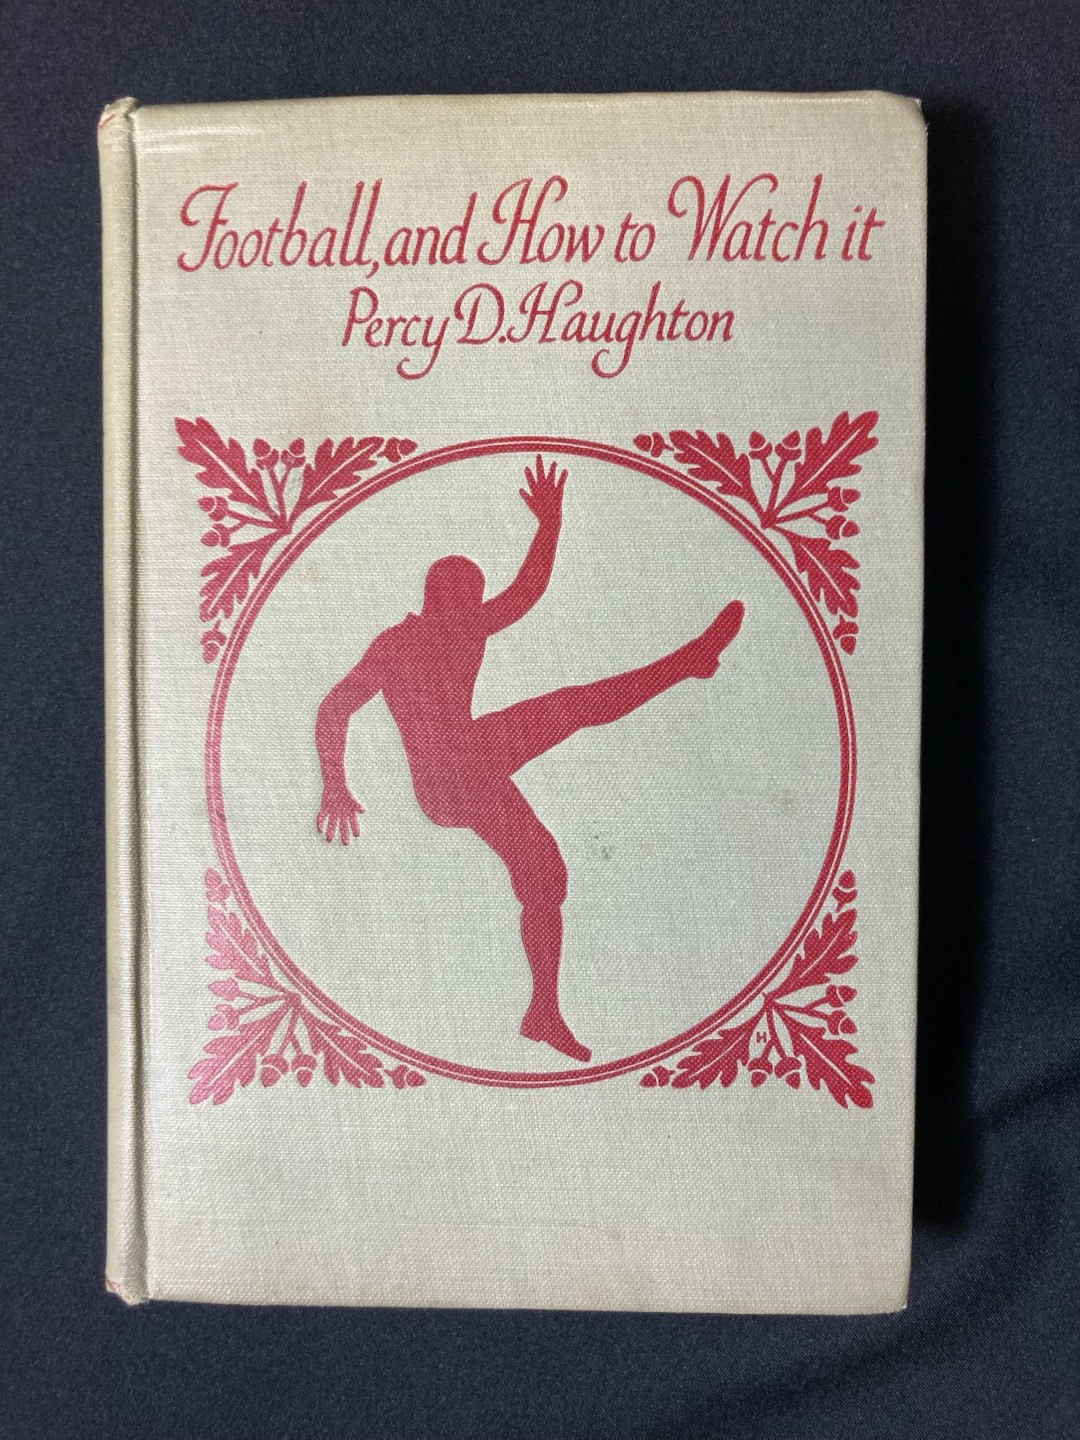 Football, and How to Watch it
Percy D. Haughton
H